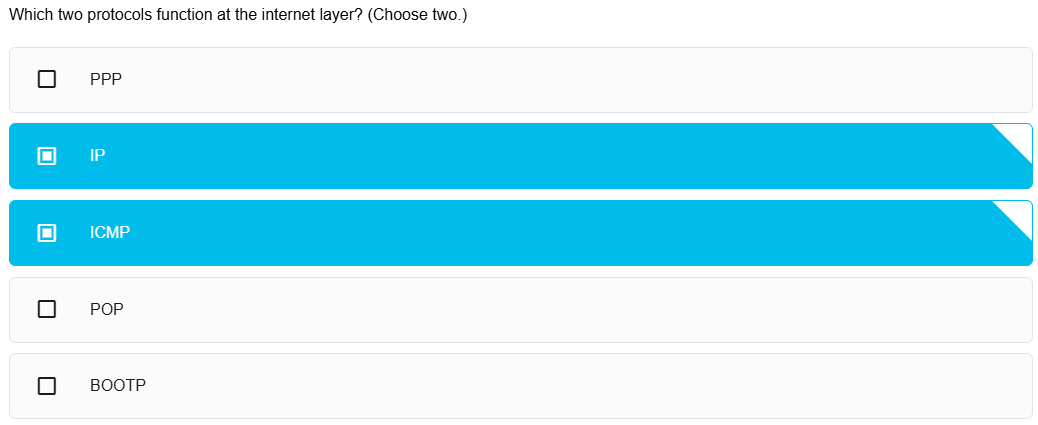 Which two protocols function at the internet layer? (Choose two.)
PPP
IP
ICMP
POP
BOOTP